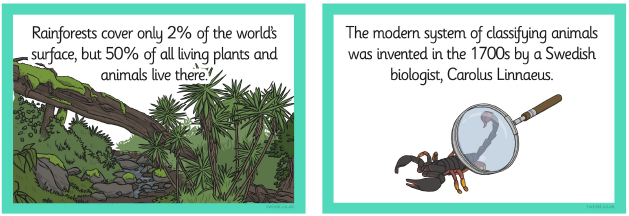 Rainforests cover only 2% of the world's
surface, but 50% of all living plants and
animals live there.
The modern system of classifying animals
was invented in the 1700s by a Swedish
biologist, Carolus Linnaeus.